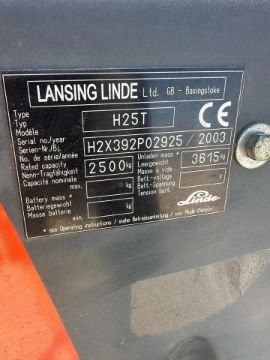 LANSING LINDE Ltd. GB - Basingstoke
Type
Typ
Type H25T CE
Serial no./year
Serien-Nr./Bj.
No. de série/année H2X392P02925 / 2003
Rated capacity
Nenn-Tragfähigkeit
Capacité nominale 2500 kg
Unladen mass *
Leergewicht
Masse à vide 3615 kg
Battery mass *
Batteriegewicht
Masse batterie kg
Batt.-voltage
Batt.-Spannung
Tension batt. V
Linde
* see Operating instructions / siehe Betriebsanleitung / voir Mode d'emploi